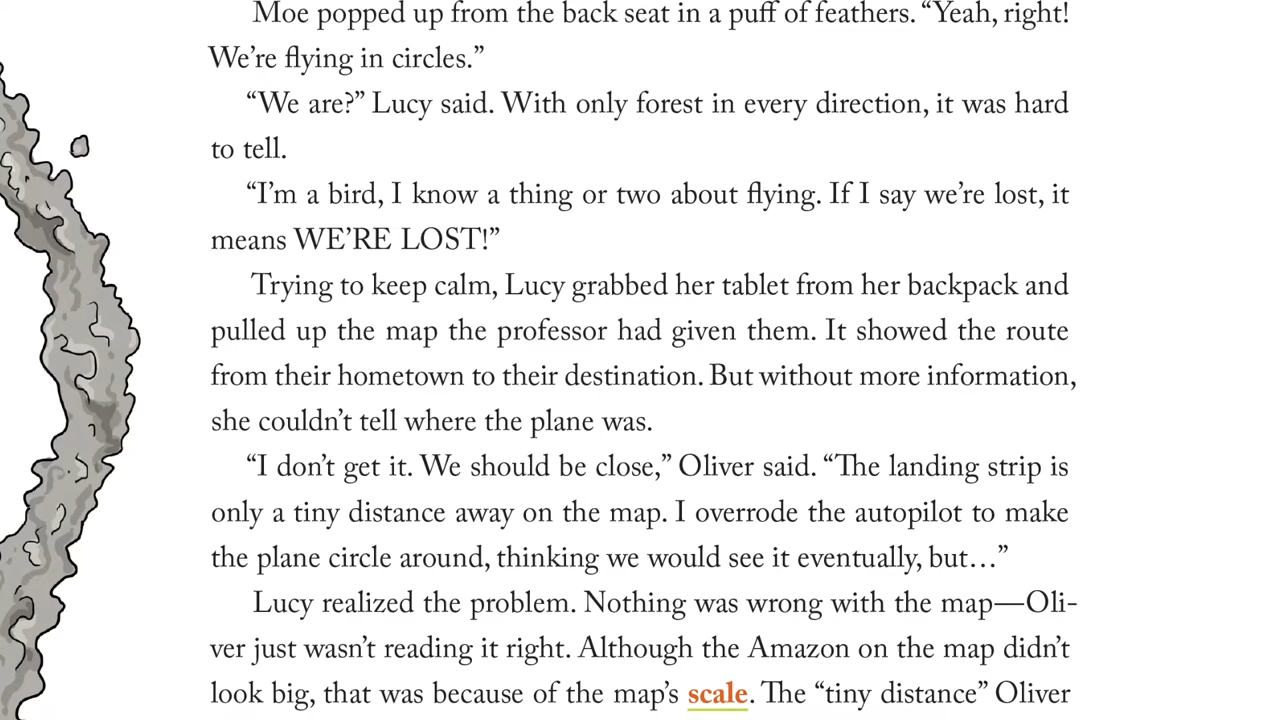 Moe popped up from the back seat in a puff of feathers. “Yeah, right!
We’re flying in circles.”
“We are?” Lucy said. With only forest in every direction, it was hard
to tell.
“I’m a bird, I know a thing or two about flying. If I say we’re lost, it
means WE’RE LOST!”
Trying to keep calm, Lucy grabbed her tablet from her backpack and
pulled up the map the professor had given them. It showed the route
from their hometown to their destination. But without more information,
she couldn’t tell where the plane was.
“I don’t get it. We should be close,” Oliver said. “The landing strip is
only a tiny distance away on the map. I overrode the autopilot to make
the plane circle around, thinking we would see it eventually, but…”
Lucy realized the problem. Nothing was wrong with the map—Oli-
ver just wasn’t reading it right. Although the Amazon on the map didn’t
look big, that was because of the map’s scale. The “tiny distance” Oliver